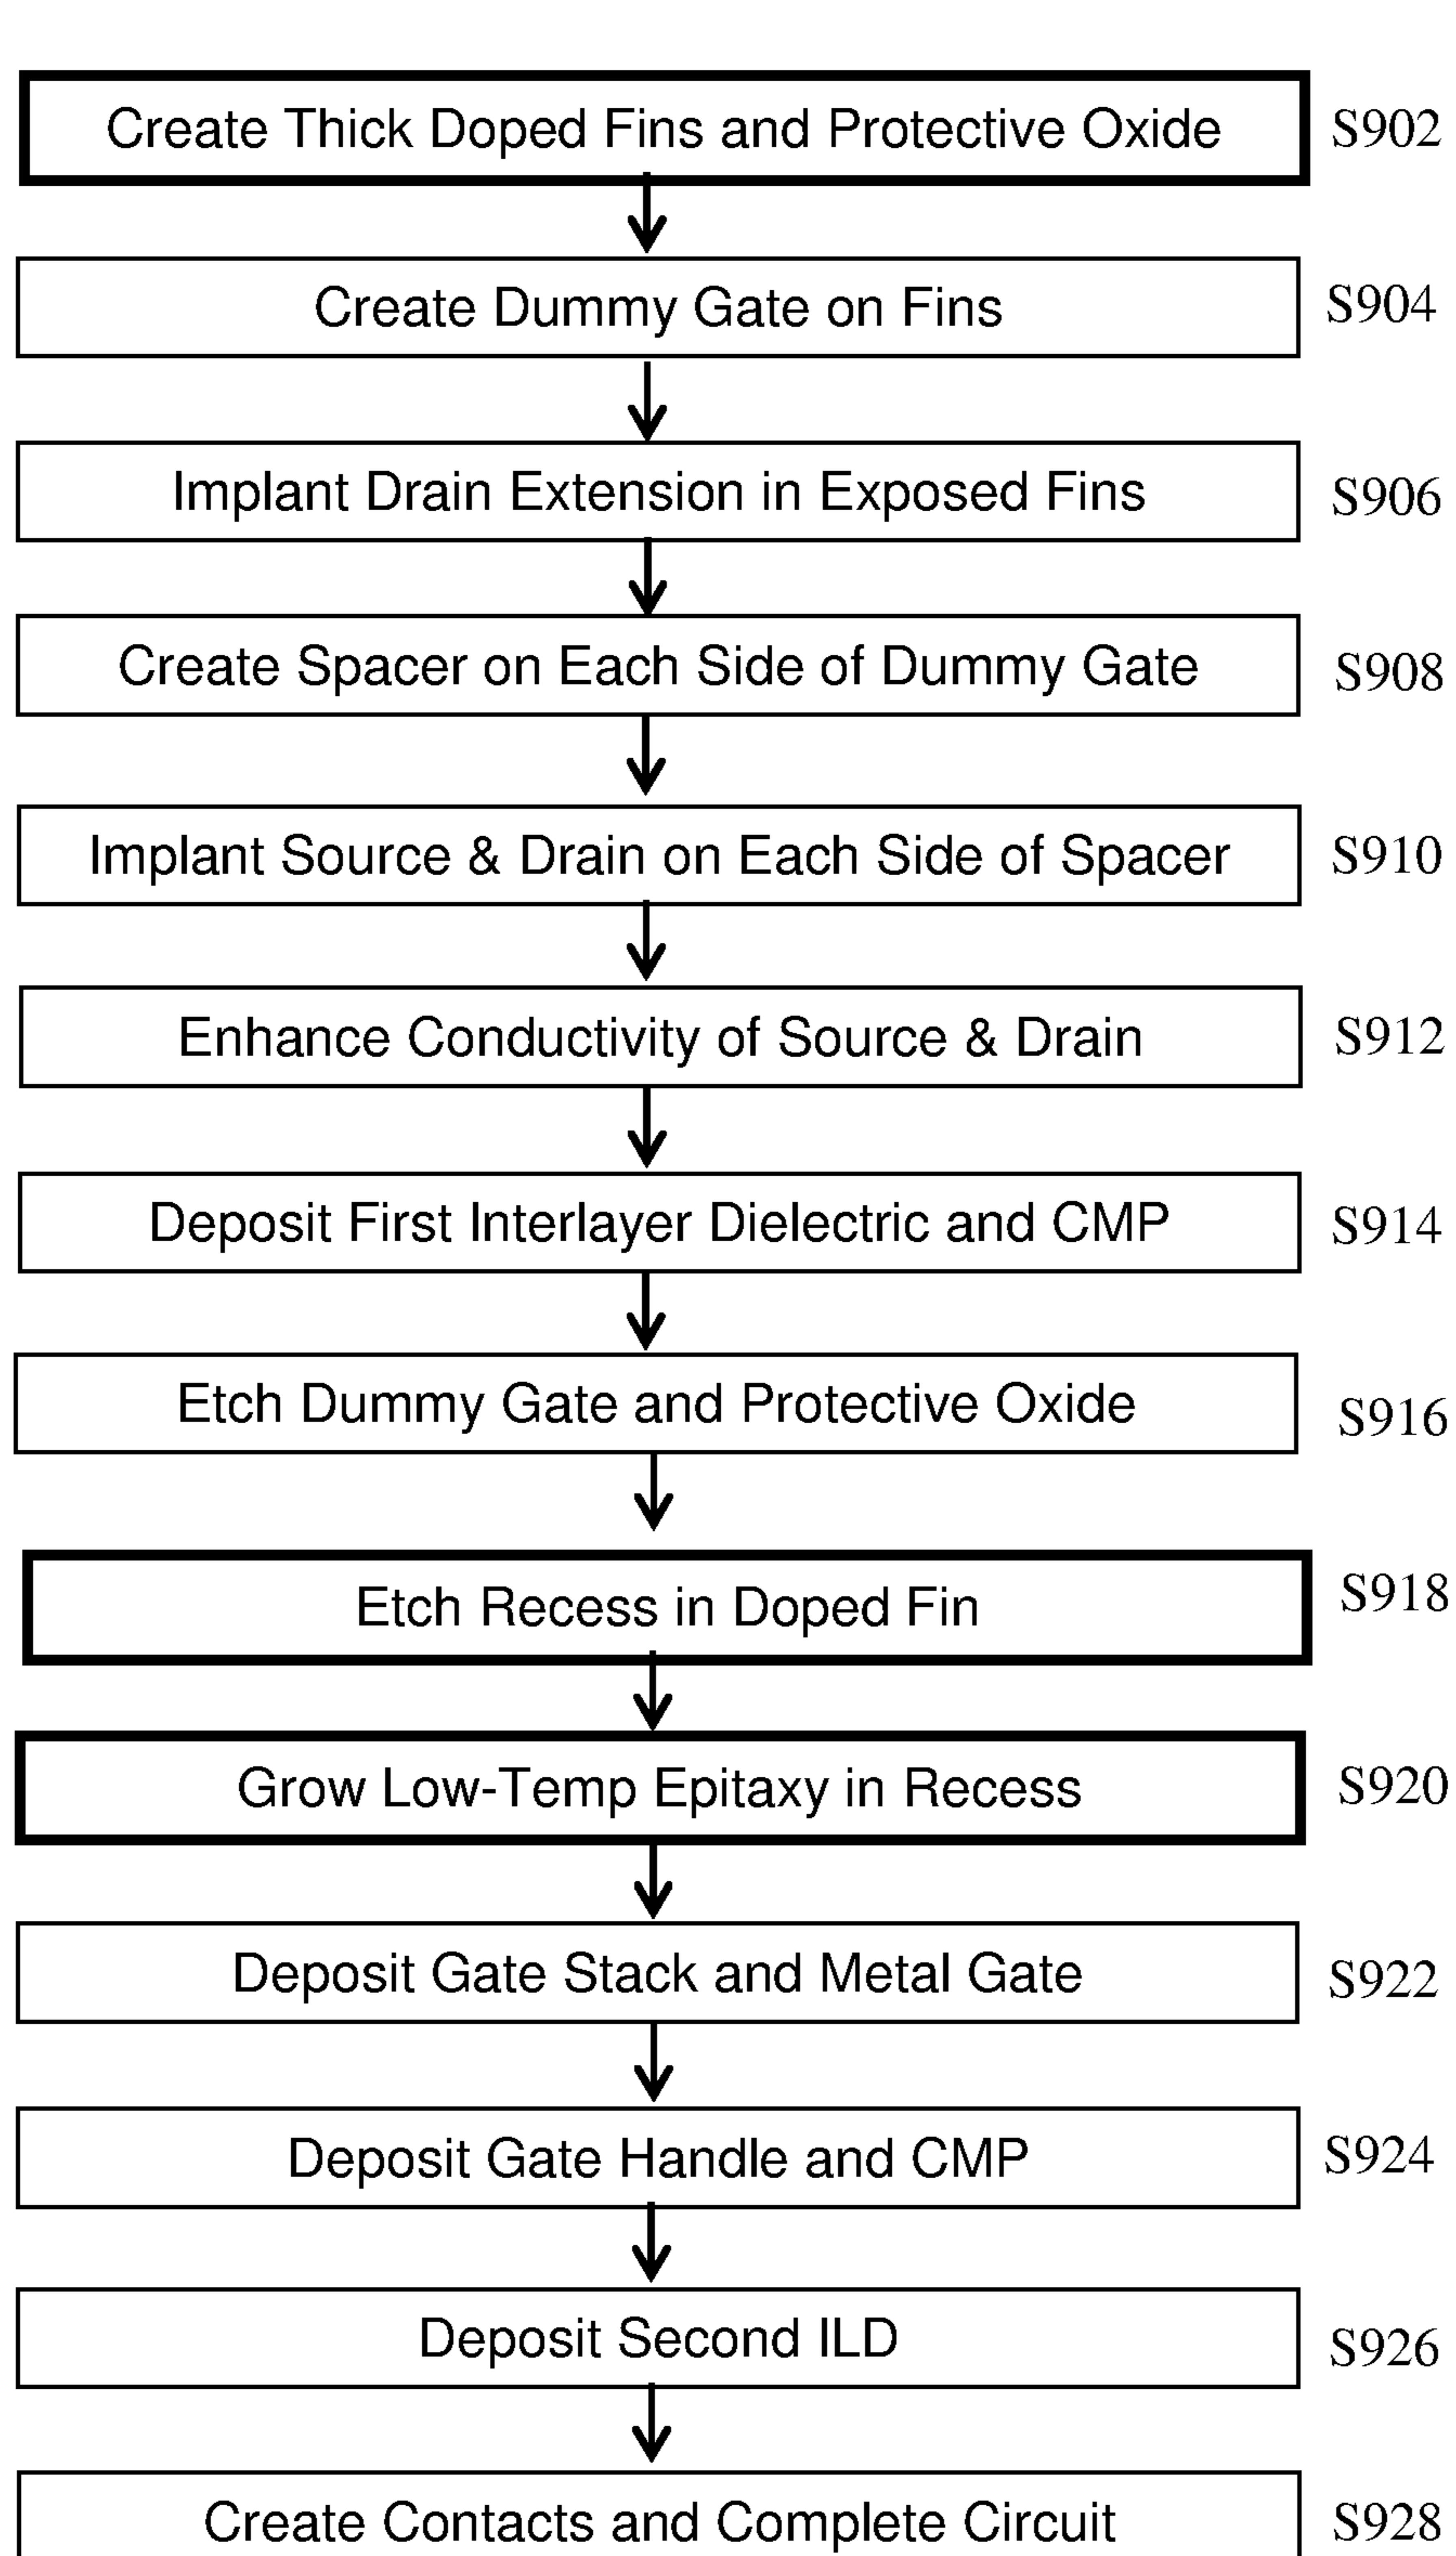 Create Thick Doped Fins and Protective Oxide S902
Create Dummy Gate on Fins S904
Implant Drain Extension in Exposed Fins S906
Create Spacer on Each Side of Dummy Gate S908
Implant Source & Drain on Each Side of Spacer S910
Enhance Conductivity of Source & Drain S912
Deposit First Interlayer Dielectric and CMP S914
Etch Dummy Gate and Protective Oxide S916
Etch Recess in Doped Fin S918
Grow Low-Temp Epitaxy in Recess S920
Deposit Gate Stack and Metal Gate S922
Deposit Gate Handle and CMP S924
Deposit Second ILD S926
Create Contacts and Complete Circuit S928